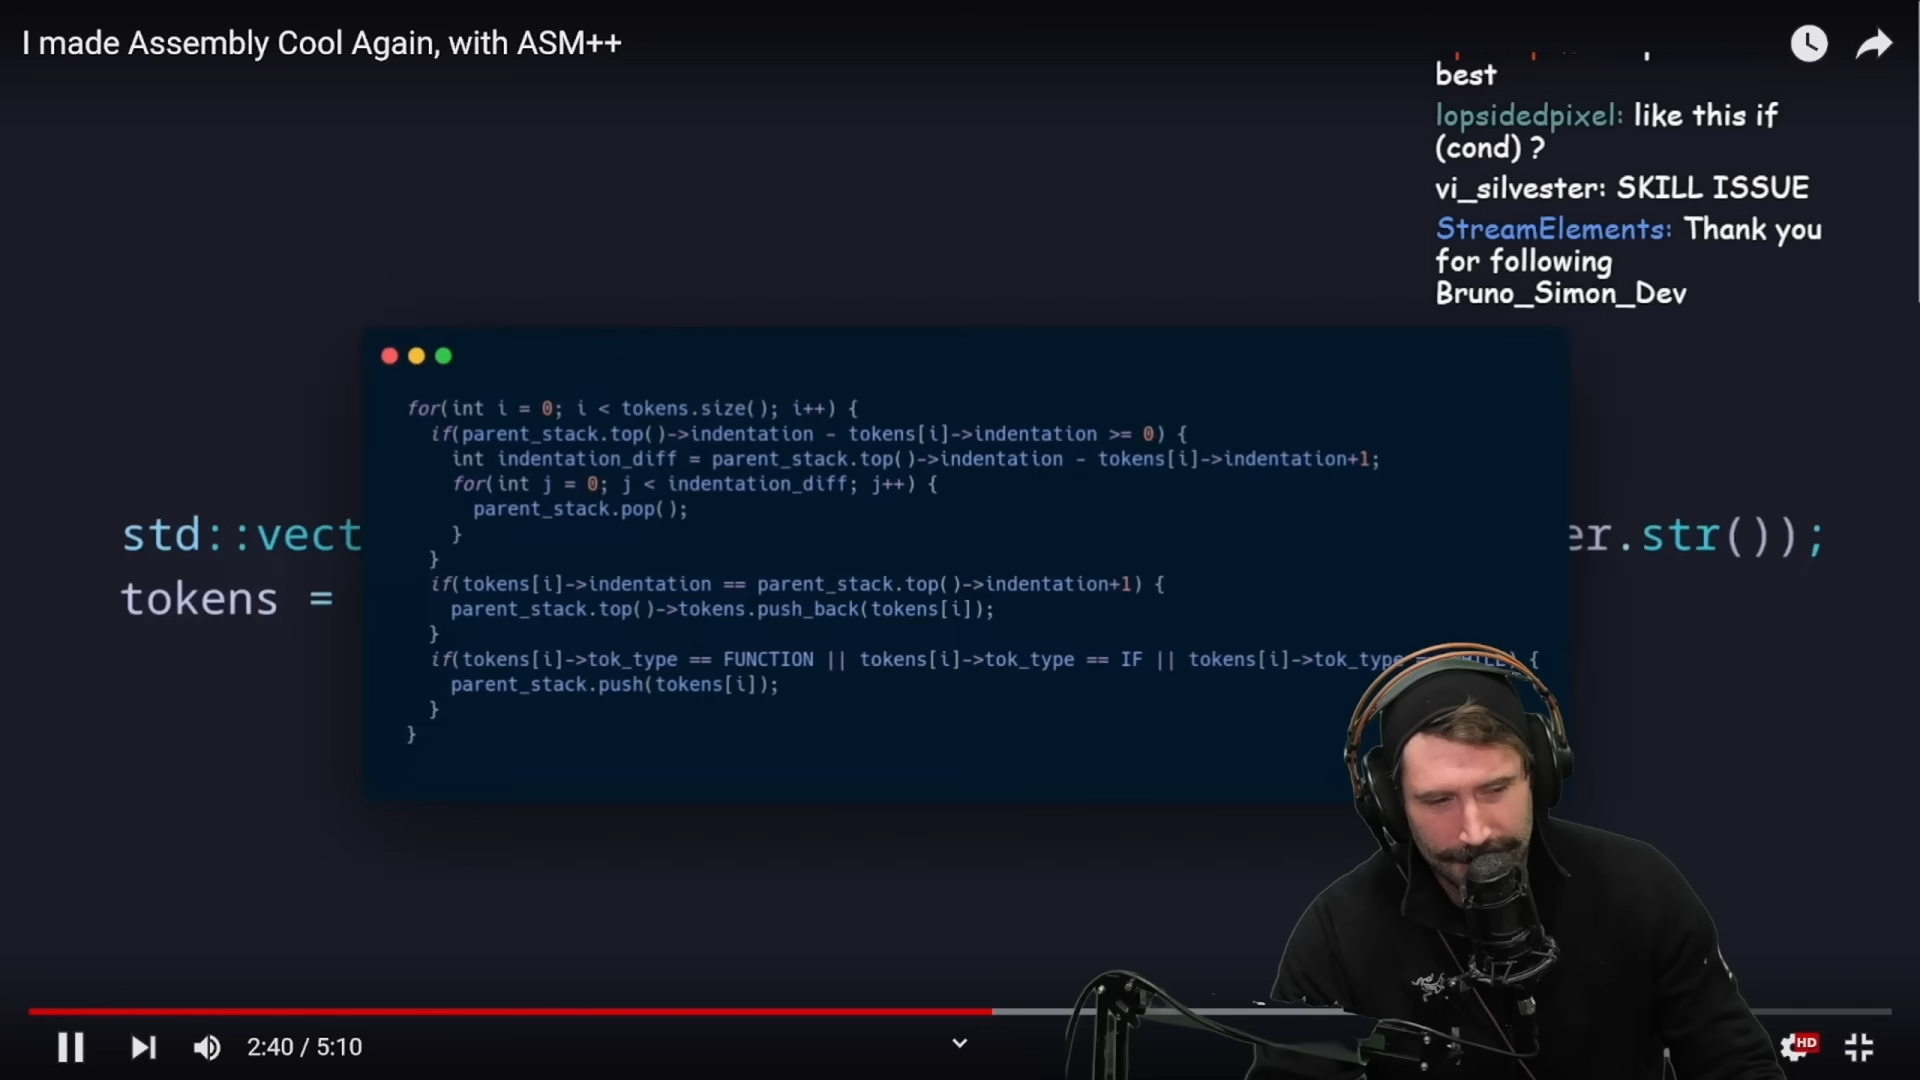 I made Assembly Cool Again, with ASM++
best
lopsidedpixel: like this if
(cond) ?
vi_silvester: SKILL ISSUE
StreamElements: Thank you
for following
Bruno_Simon_Dev
for(int i = 0; i < tokens.size(); i++) {
if(parent_stack.top()->indentation - tokens[i]->indentation >= 0) {
int indentation_diff = parent_stack.top()->indentation - tokens[i]->indentation+1;
for(int j = 0; j < indentation_diff; j++) {
parent_stack.pop();
}
}
if(tokens[i]->indentation == parent_stack.top()->indentation+1) {
parent_stack.top()->tokens.push_back(tokens[i]);
}
if(tokens[i]->tok_type == FUNCTION || tokens[i]->tok_type == IF || tokens[i]->tok_type {
parent_stack.push(tokens[i]);
}
}
std::vect er.str());
tokens =
2:40 / 5:10
HD